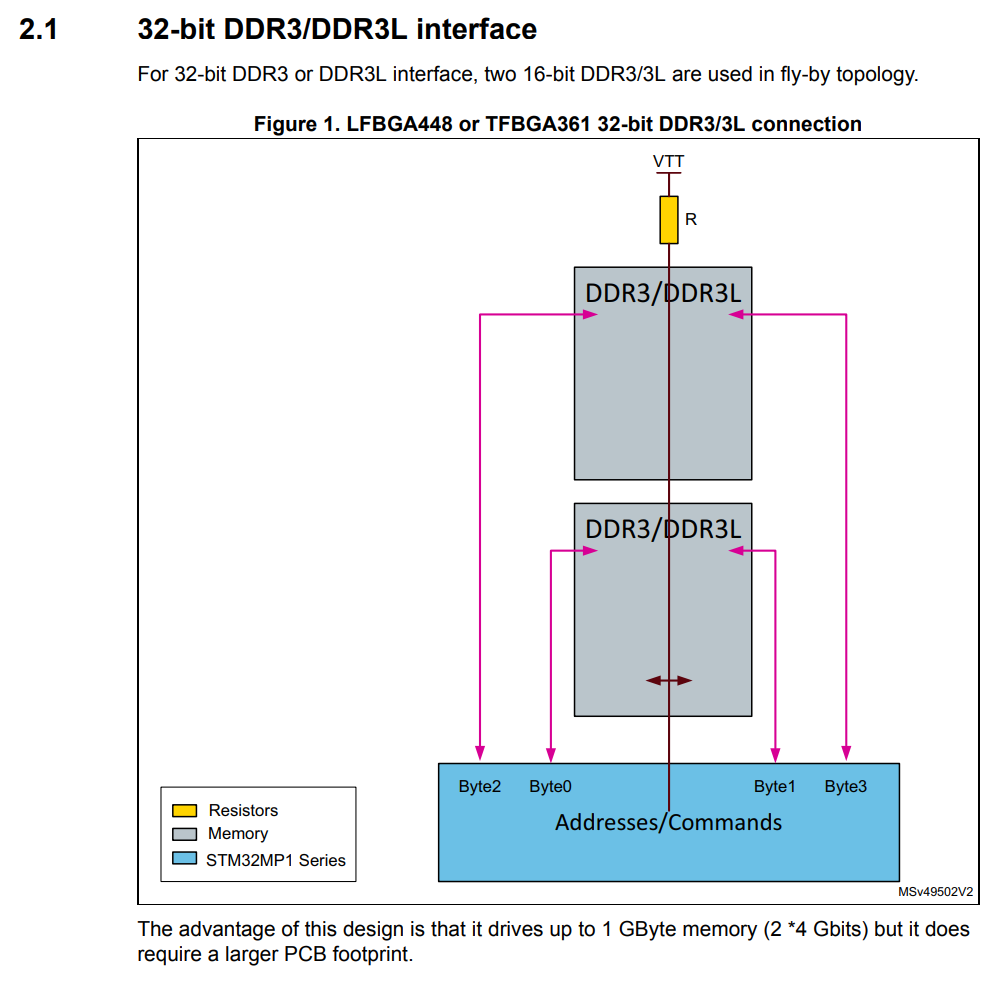 2.1 32-bit DDR3/DDR3L interface
For 32-bit DDR3 or DDR3L interface, two 16-bit DDR3/3L are used in fly-by topology.
Figure 1. LFBGA448 or TFBGA361 32-bit DDR3/3L connection
VTT
R
DDR3/DDR3L
DDR3/DDR3L
Byte2 Byte0 Byte1 Byte3
Addresses/Commands
Resistors
Memory
STM32MP1 Series
MSv49502V2
The advantage of this design is that it drives up to 1 GByte memory (2 *4 Gbits) but it does
require a larger PCB footprint.